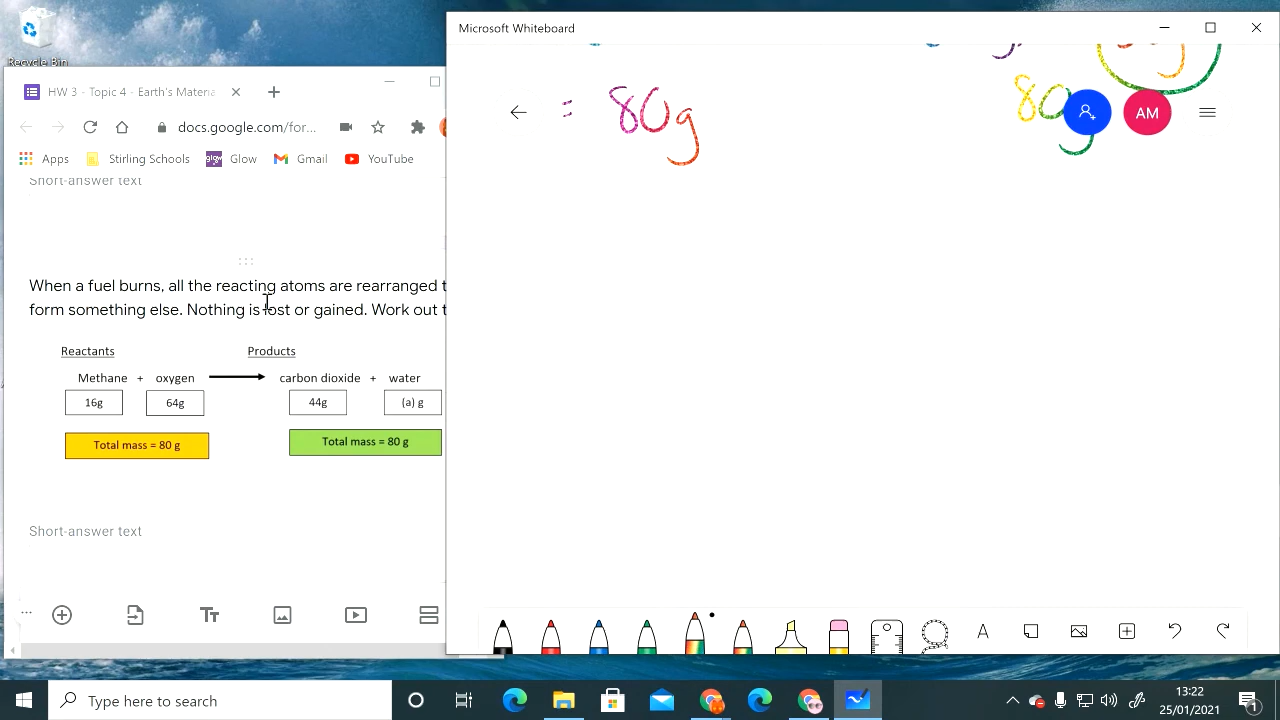 Recycle Bin
Microsoft Whiteboard
HW 3 - Topic 4 - Earth's Materia
docs.google.com/for...
Apps
Stirling Schools
Glow
Gmail
YouTube
Short-answer text
When a fuel burns, all the reacting atoms are rearranged t
form something else. Nothing is lost or gained. Work out t
Reactants
Products
Methane + oxygen
carbon dioxide + water
16g
64g
44g
(a) g
Total mass = 80 g
Total mass = 80 g
Short-answer text
Tт
= 80g
80g
AM
A
Type here to search
13:22
25/01/2021
1